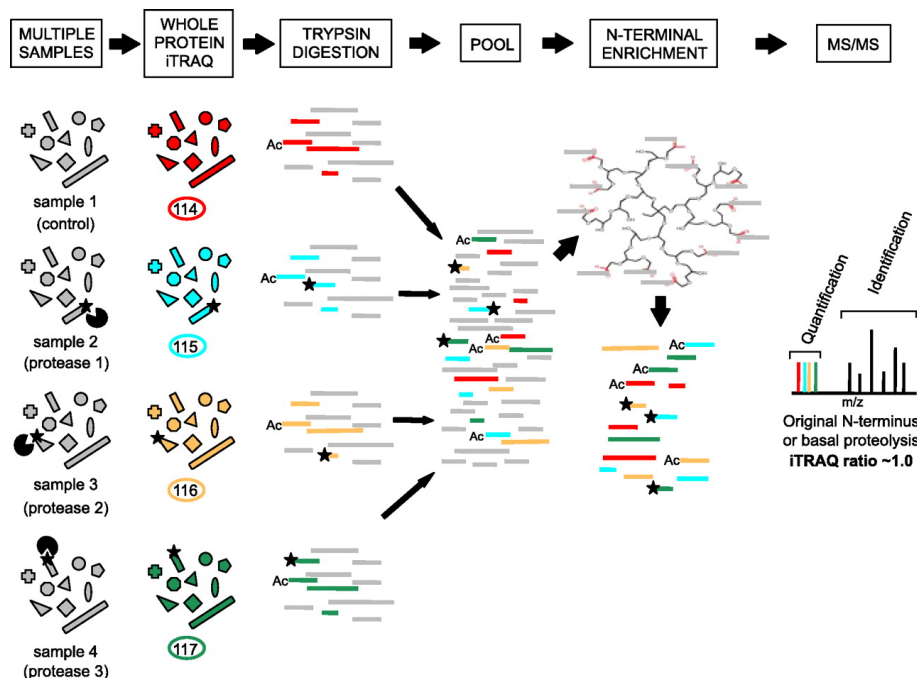 MULTIPLE
SAMPLES
WHOLE
PROTEIN
iTRAQ
TRYPSIN
DIGESTION
POOL
N-TERMINAL
ENRICHMENT
MS/MS
sample 1
(control)
114
Ac
sample 2
(protease 1)
115
Ac
sample 3
(protease 2)
116
Ac
sample 4
(protease 3)
117
Ac
Ac
Ac
Ac
Ac
Ac
Ac
Ac
Ac
Quantification
Identification
m/z
Original N-terminus
or basal proteolysis
iTRAQ ratio ~1.0